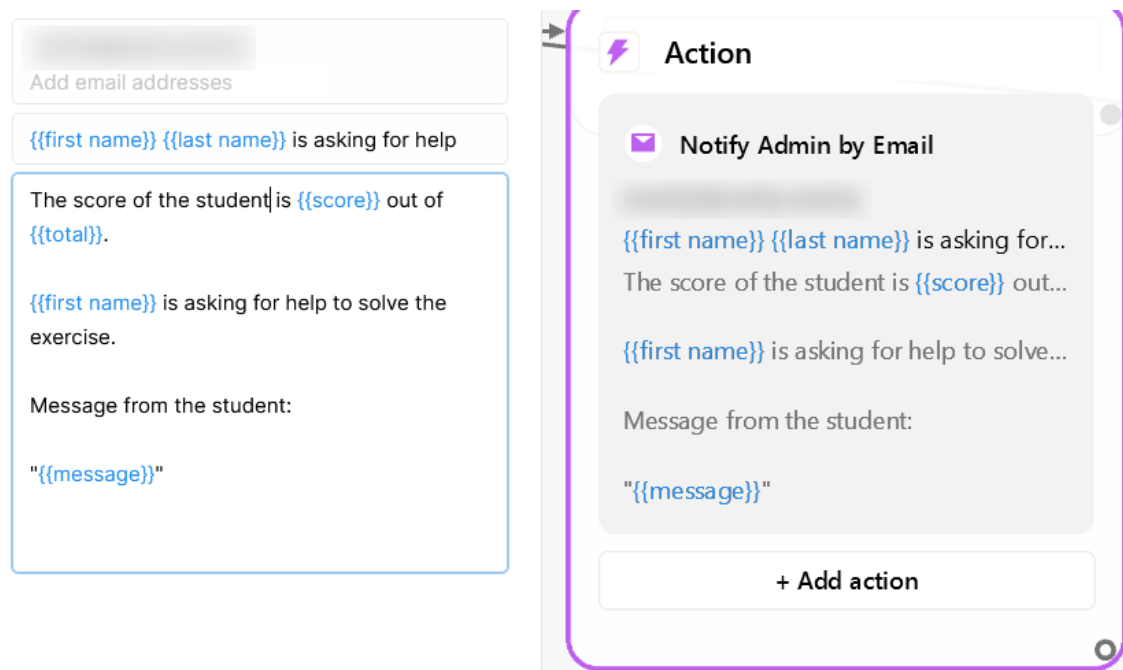 Add email addresses
{{first name}} {{last name}} is asking for help
The score of the student is {{score}} out of
{{total}}.
{{first name}} is asking for help to solve the
exercise.
Message from the student:
"{{message}}"
Action
Notify Admin by Email
{{first name}} {{last name}} is asking for...
The score of the student is {{score}} out...
{{first name}} is asking for help to solve...
Message from the student:
"{{message}}"
+ Add action